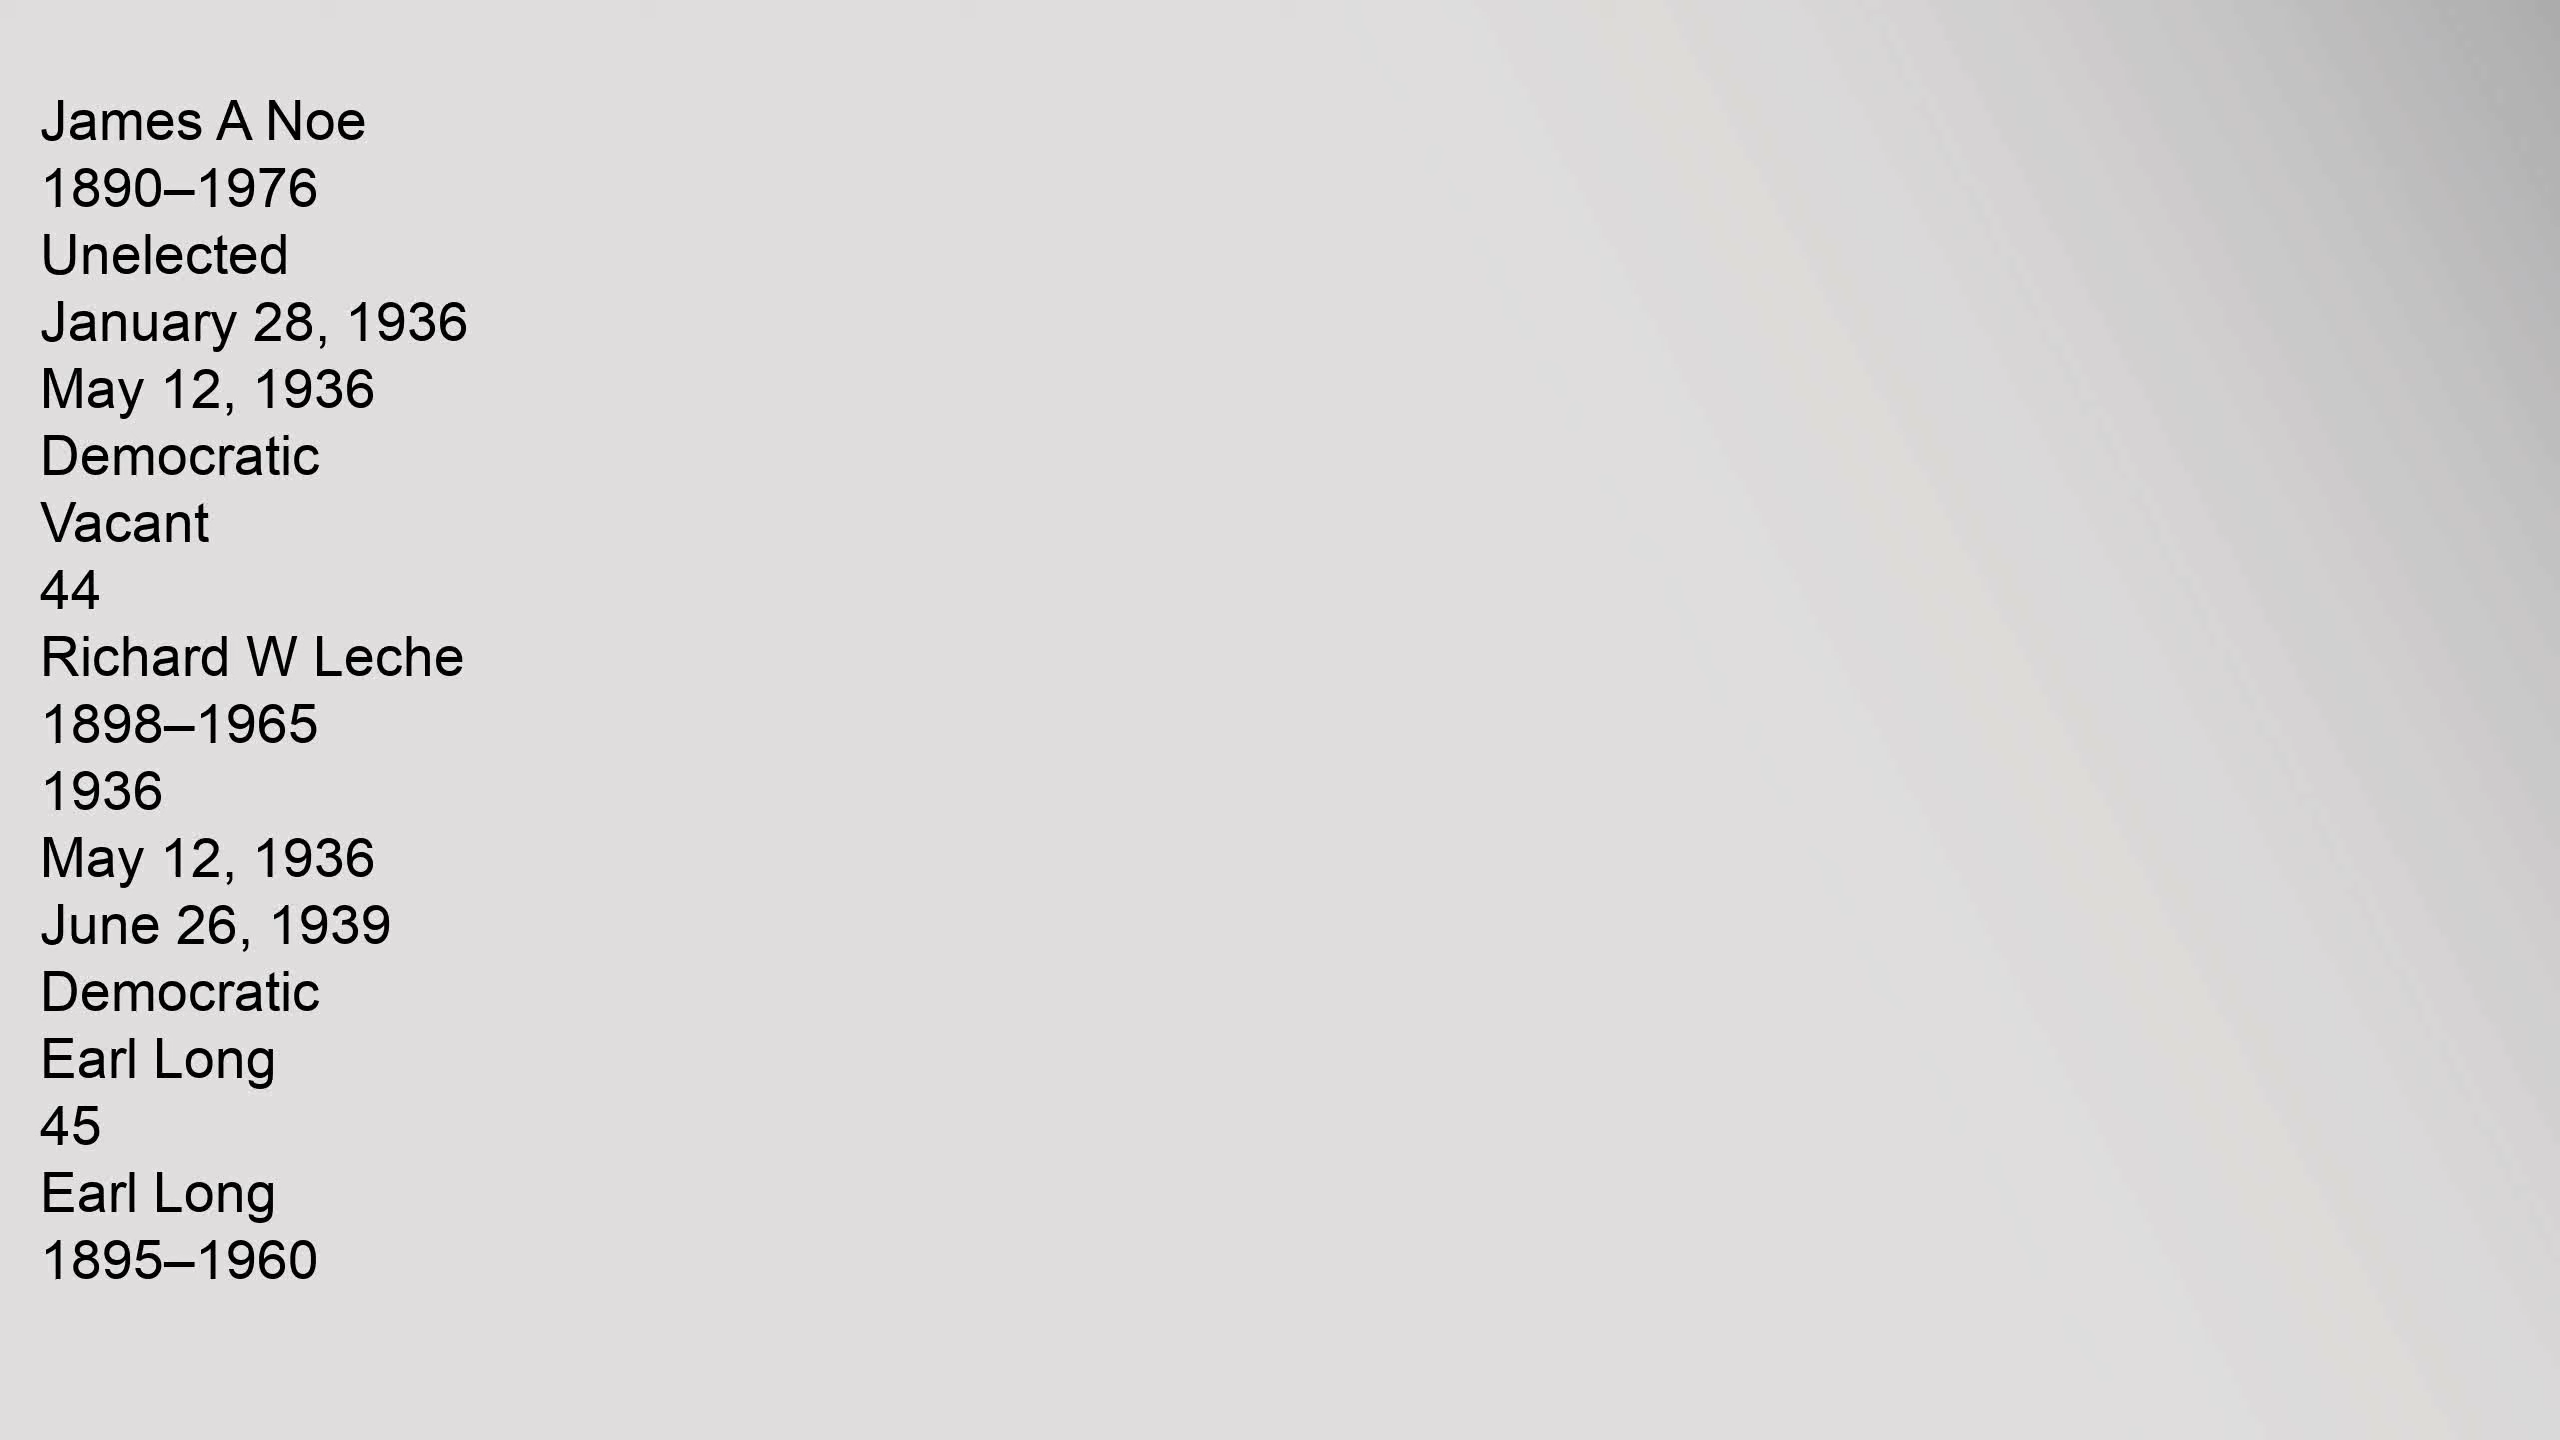 James A Noe
1890–1976
Unelected
January 28, 1936
May 12, 1936
Democratic
Vacant
44
Richard W Leche
1898–1965
1936
May 12, 1936
June 26, 1939
Democratic
Earl Long
45
Earl Long
1895–1960